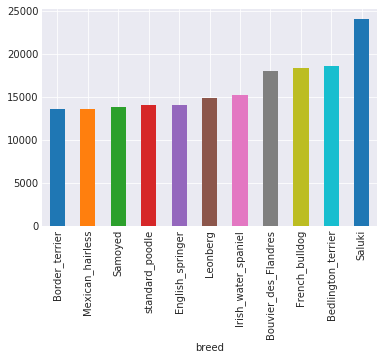 25000
20000
15000
10000
5000
0
Border_terrier
Mexican_hairless
Samoyed
standard_poodle
English_springer
Leonberg
Irish_water_spaniel
Bouvier_des_Flandres
French_bulldog
Bedlington_terrier
Saluki
breed